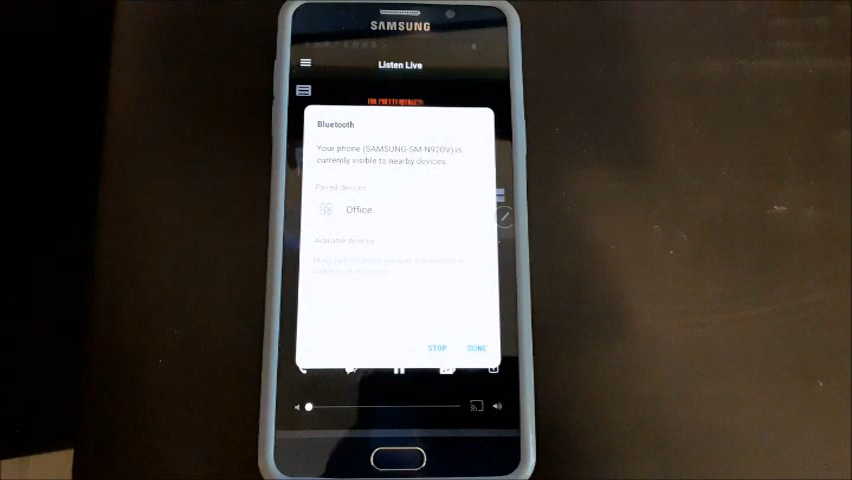 SAMSUNG
Listen Live
Bluetooth
Your phone (SAMSUNG-SM-N920V) is
currently visible to nearby devices.
Paired devices
Office
Available devices
STOP DONE